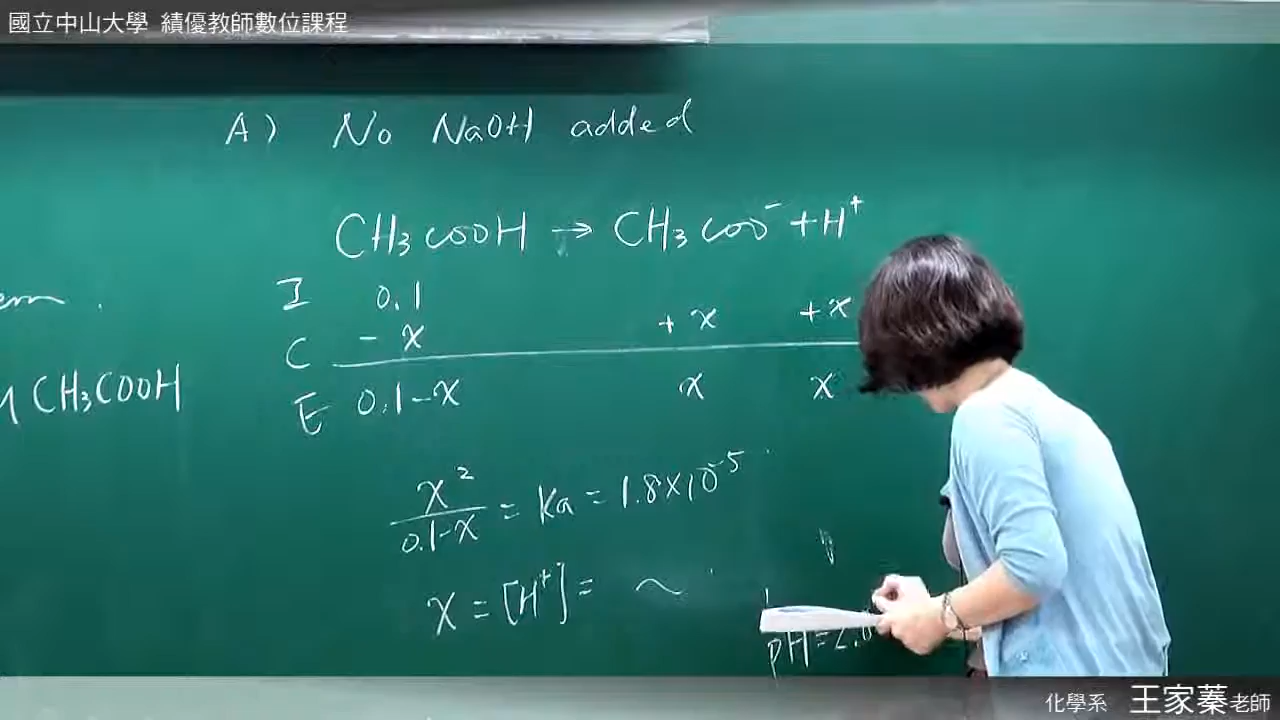 國立中山大學 績優教師數位課程
A) No NaOH added
CH₃COOH → CH₃COO⁻ + H⁺
I 0.1
C -x +x +x
E 0.1-x x x
CH₃COOH
x²/0.1-x = Ka = 1.8×10⁻⁵
x = [H⁺] = ~
pH=2.
化學系 王家蓁老師